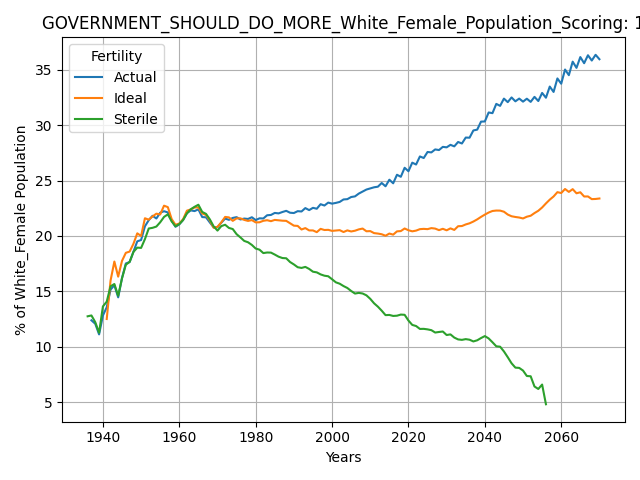 GOVERNMENT_SHOULD_DO_MORE_White_Female_Population_Scoring: 1
Fertility
Actual
Ideal
Sterile
% of White_Female Population
35
30
25
20
15
10
5
1940 1960 1980 2000 2020 2040 2060
Years